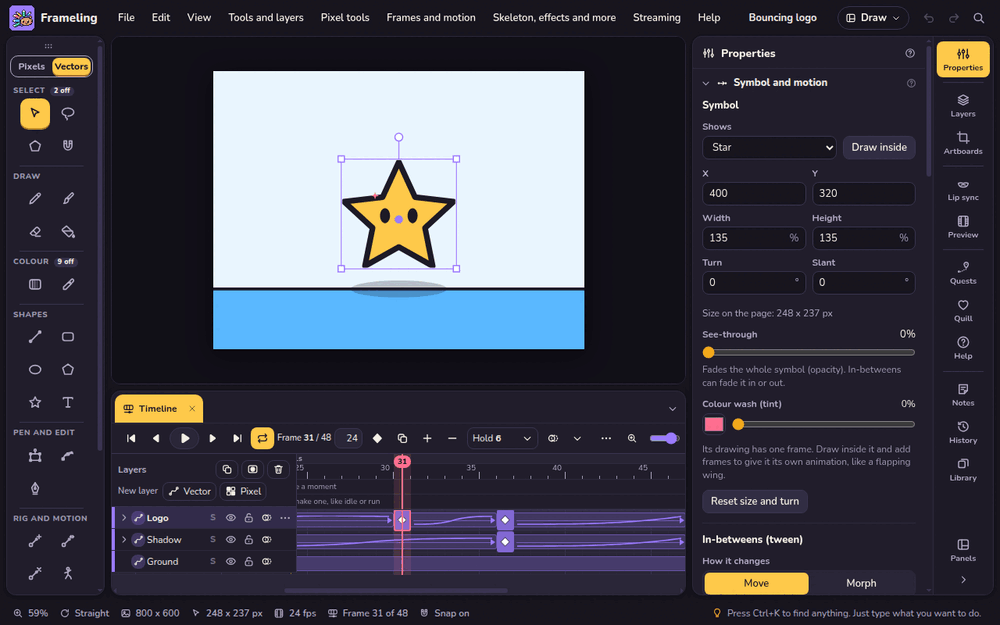 Frameling File Edit View Tools and layers Pixel tools Frames and motion Skeleton, effects and more Streaming Help Bouncing logo Draw
Pixels Vectors
SELECT 2 off
DRAW
COLOUR 9 off
SHAPES
PEN AND EDIT
RIG AND MOTION
Timeline
Frame 31 / 48 24 Hold 6
Layers
New layer Vector Pixel
25 30 31 35 40 45
e a moment
make one, like idle or run
Logo S
Shadow S
Ground S
Properties
Symbol and motion
Symbol
Shows
Star Draw inside
X Y
400 320
Width Height
135 % 135 %
Turn Slant
0 ° 0 °
Size on the page: 248 x 237 px
See-through 0%
Fades the whole symbol (opacity). In-betweens
can fade it in or out.
Colour wash (tint) 0%
Its drawing has one frame. Draw inside it and add
frames to give it its own animation, like a flapping
wing.
Reset size and turn
In-betweens (tween)
How it changes
Move Morph
Properties
Layers
Artboards
Lip sync
Preview
Quests
Quill
Help
Notes
History
Library
Panels
59% Straight 800 x 600 248 x 237 px 24 fps Frame 31 of 48 Snap on Press Ctrl+K to find anything. Just type what you want to do.